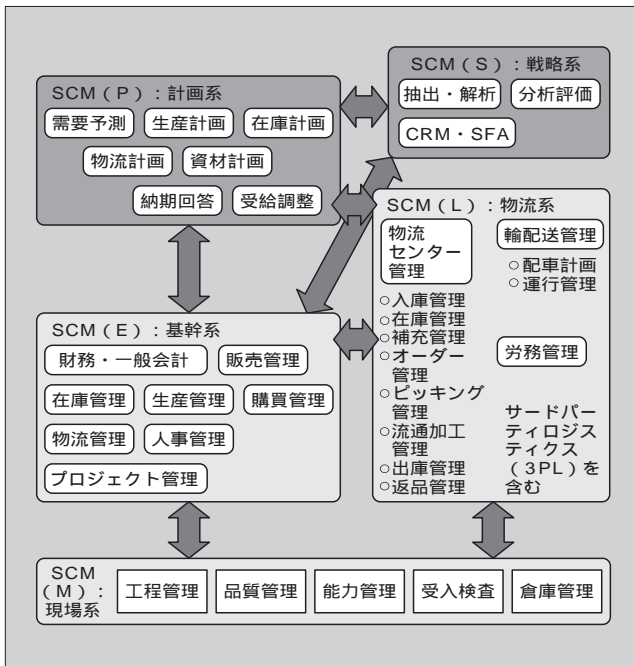 SCM(P):計画系
需要予測 生産計画 在庫計画
物流計画 資材計画
納期回答 受給調整
SCM(S):戦略系
抽出・解析 分析評価
CRM・SFA
SCM(L):物流系
物流
センター
管理
○入庫管理
○在庫管理
○補充管理
○オーダー
管理
○ピッキング
管理
○流通加工
管理
○出庫管理
○返品管理
輸配送管理
○配車計画
○運行管理
労務管理
サードパー
ティロジス
ティクス
(3PL)を
含む
SCM(E):基幹系
財務・一般会計 販売管理
在庫管理 生産管理 購買管理
物流管理 人事管理
プロジェクト管理
SCM
(M):
現場系
工程管理 品質管理 能力管理 受入検査 倉庫管理